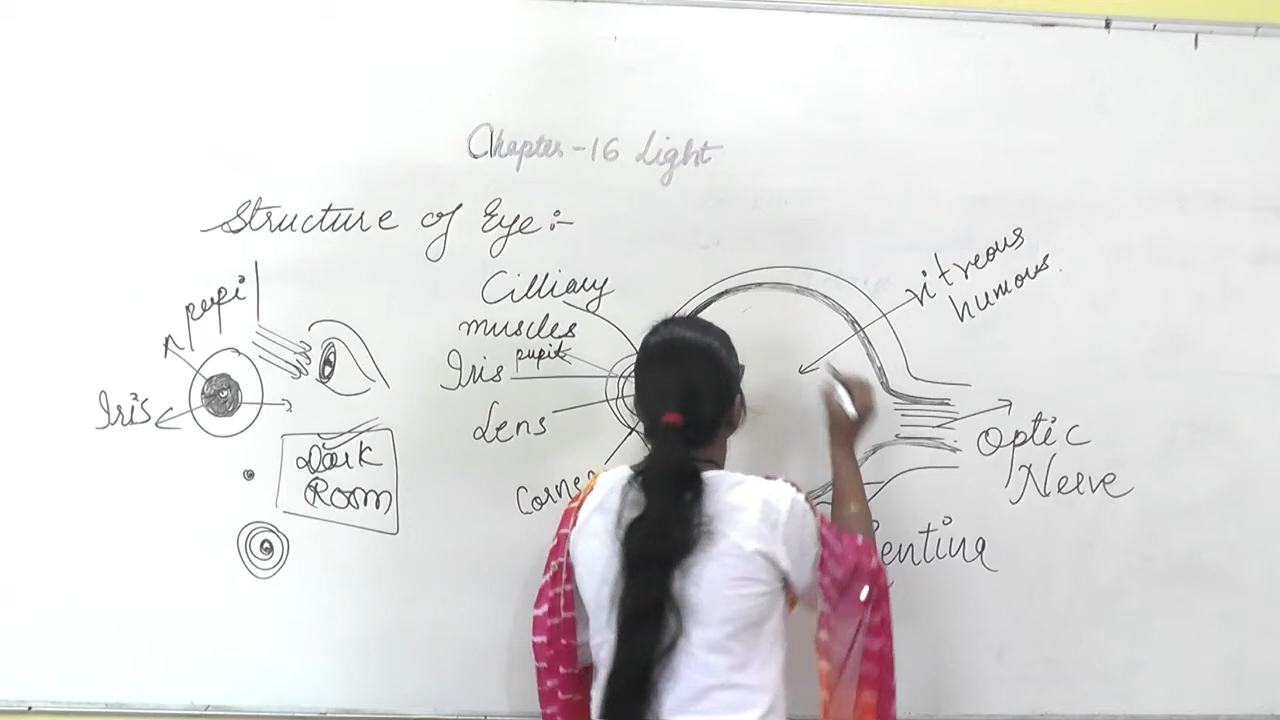 Chapter-16 Light
Structure of Eye:-
pupil
Iris
Dark
Room
Cilliary
muscles
pupil
Iris
Lens
vitreous
humous.
Optic
Nerve